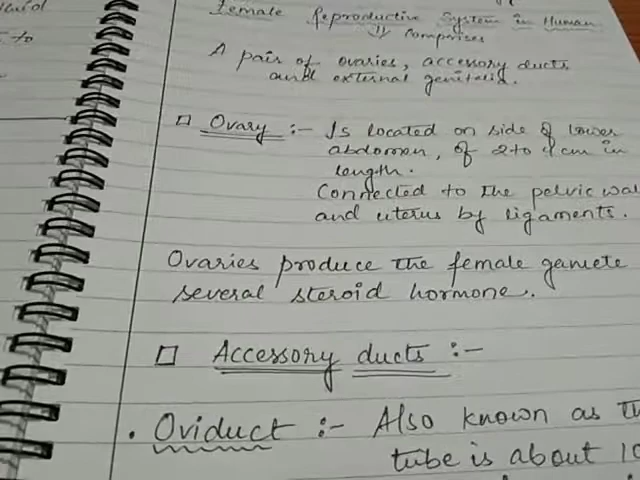 to
Female Reproductive System in Human
Comprises
A pair of ovaries, accessory ducts
and external genitalia.
Ovary :- Is located on side of lower
abdomen, of 2 to 4 cm in
length.
Connected to the pelvic wal
and uterus by ligaments.
Ovaries produce the female gamete
several steroid hormone.
Accessory ducts :-
• Oviduct :- Also known as
tube is about 10